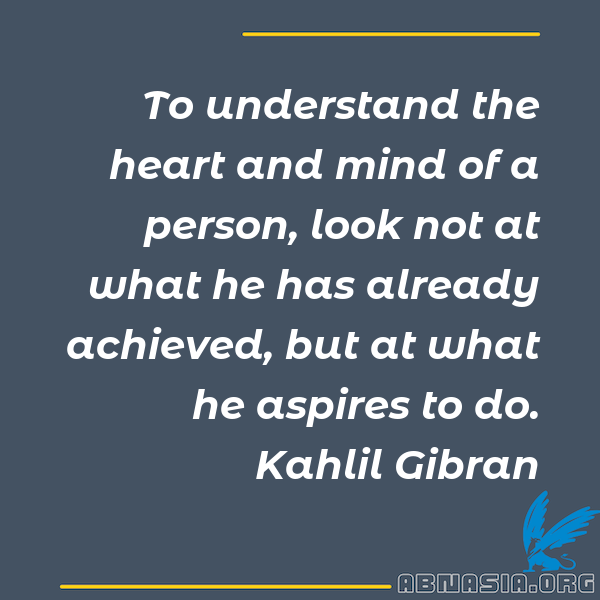 To understand the
heart and mind of a
person, look not at
what he has already
achieved, but at what
he aspires to do.
Kahlil Gibran
ABNASIA.ORG